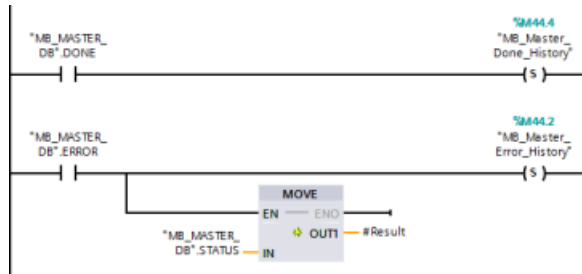 %M44.4
"MB_MASTER_
DB".DONE
"MB_Master_
Done_History"
S
%M44.2
"MB_MASTER_
DB".ERROR
"MB_Master_
Error_History"
S
MOVE
EN
ENO
OUT1
#Result
"MB_MASTER_
DB".STATUS
IN